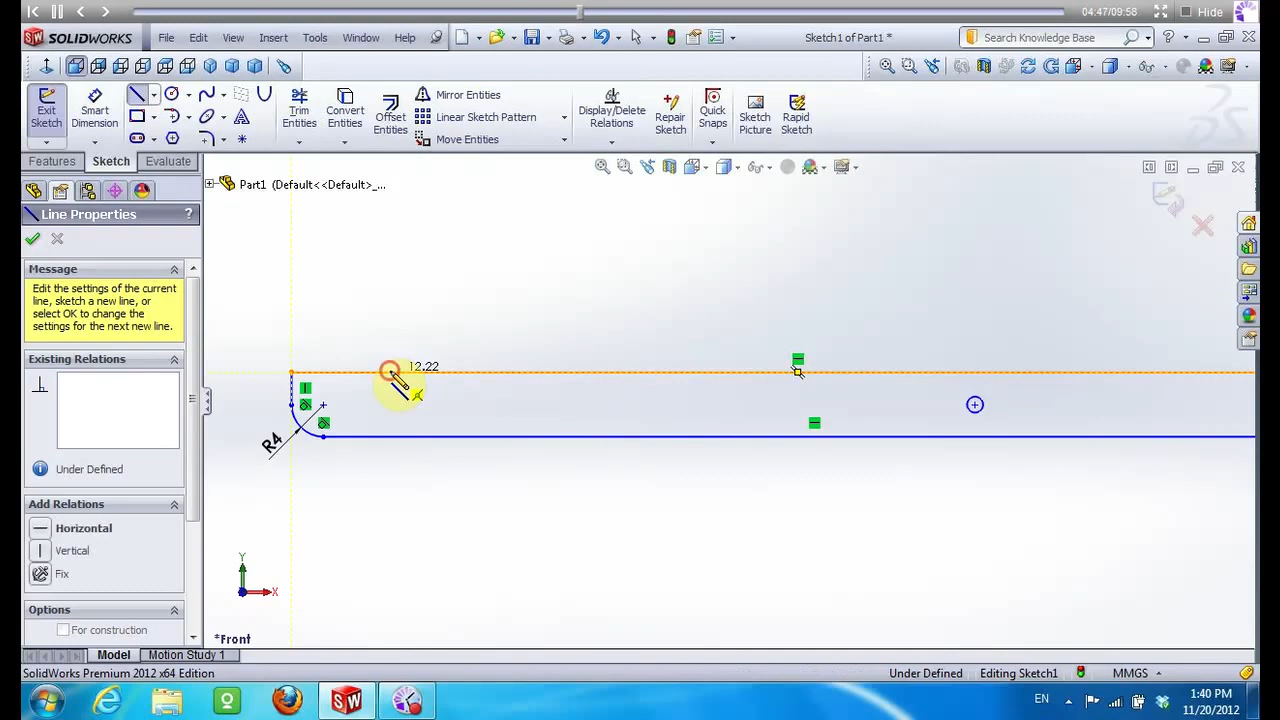 04:47/09:58
Hide
SOLIDWORKS File Edit View Insert Tools Window Help Sketch1 of Part1 * Search Knowledge Base
Exit Sketch
Smart Dimension
Trim Entities
Convert Entities
Offset Entities
Mirror Entities
Linear Sketch Pattern
Move Entities
Display/Delete Relations
Repair Sketch
Quick Snaps
Sketch Picture
Rapid Sketch
Features Sketch Evaluate
Part1 (Default<<Default>_...
Line Properties ?
Message
Edit the settings of the current
line, sketch a new line, or
select OK to change the
settings for the next new line.
Existing Relations
Under Defined
Add Relations
Horizontal
Vertical
Fix
Options
For construction
12.22
R4
Y
X
*Front
Model Motion Study 1
SolidWorks Premium 2012 x64 Edition Under Defined Editing Sketch1 MMGS
EN
1:40 PM
11/20/2012